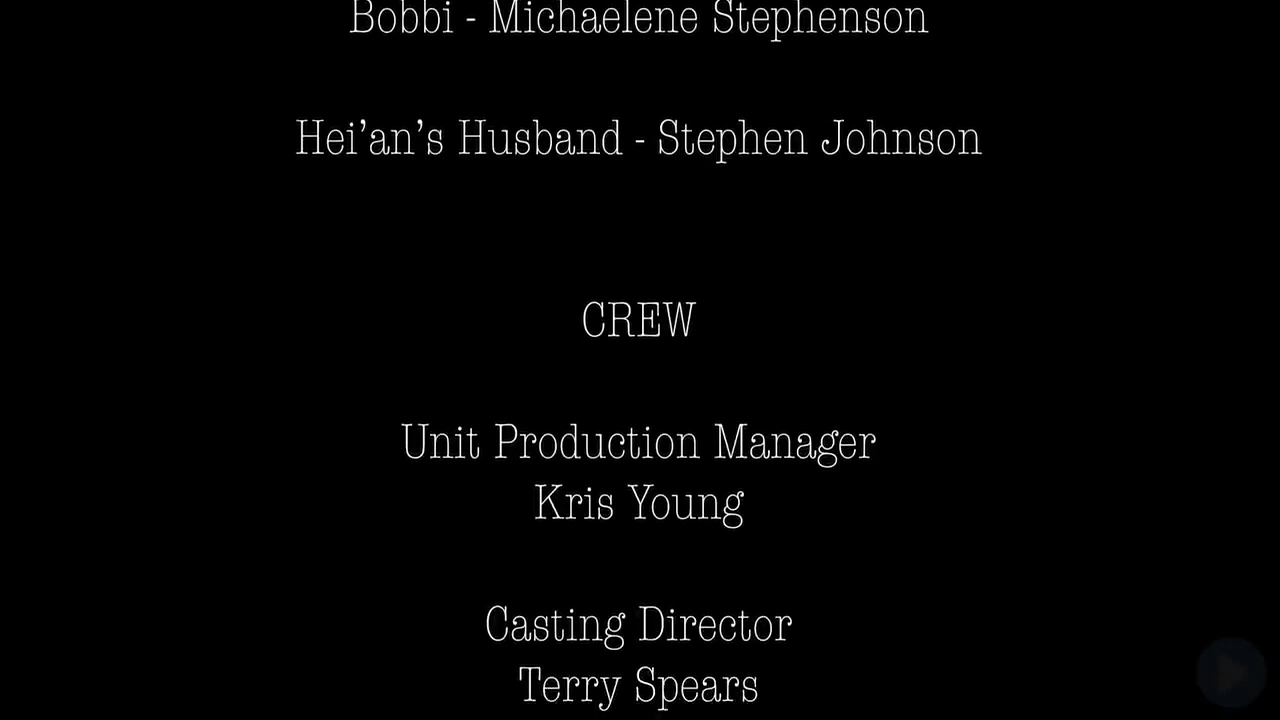 Bobbi - Michaelene Stephenson
Hei’an’s Husband - Stephen Johnson
CREW
Unit Production Manager
Kris Young
Casting Director
Terry Spears